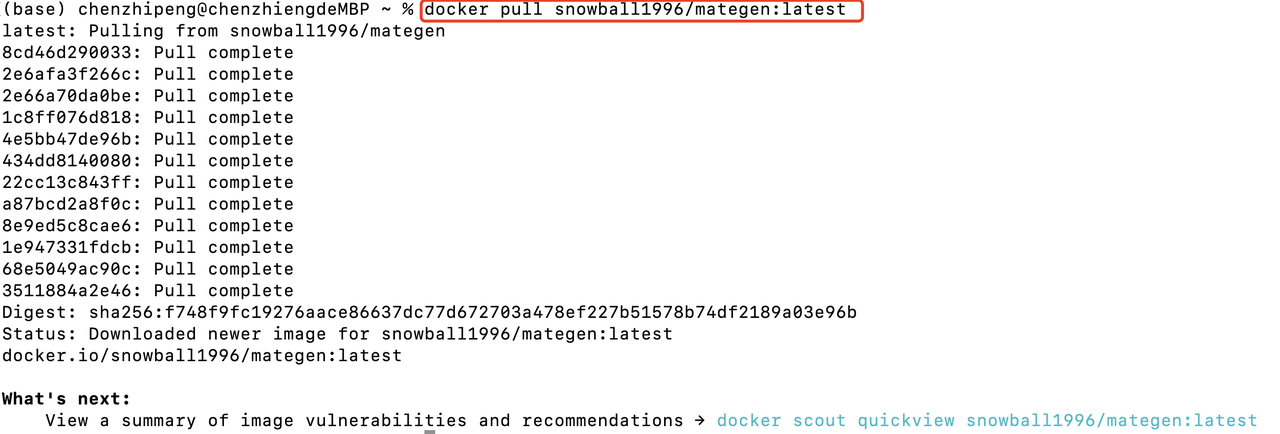 (base) chenzhipeng@chenzhiengdeMBP ~ % docker pull snowball1996/mategen:latest
latest: Pulling from snowball1996/mategen
8cd46d290033: Pull complete
2e6afa3f266c: Pull complete
2e66a70da0be: Pull complete
1c8ff076d818: Pull complete
4e5bb47de96b: Pull complete
434dd8140080: Pull complete
22cc13c843ff: Pull complete
a87bcd2a8f0c: Pull complete
8e9ed5c8cae6: Pull complete
1e947331fdcb: Pull complete
68e5049ac90c: Pull complete
3511884a2e46: Pull complete
Digest: sha256:f748f9fc19276aace86637dc77d672703a478ef227b51578b74df2189a03e96b
Status: Downloaded newer image for snowball1996/mategen:latest
docker.io/snowball1996/mategen:latest
What's next:
View a summary of image vulnerabilities and recommendations → docker scout quickview snowball1996/mategen:latest